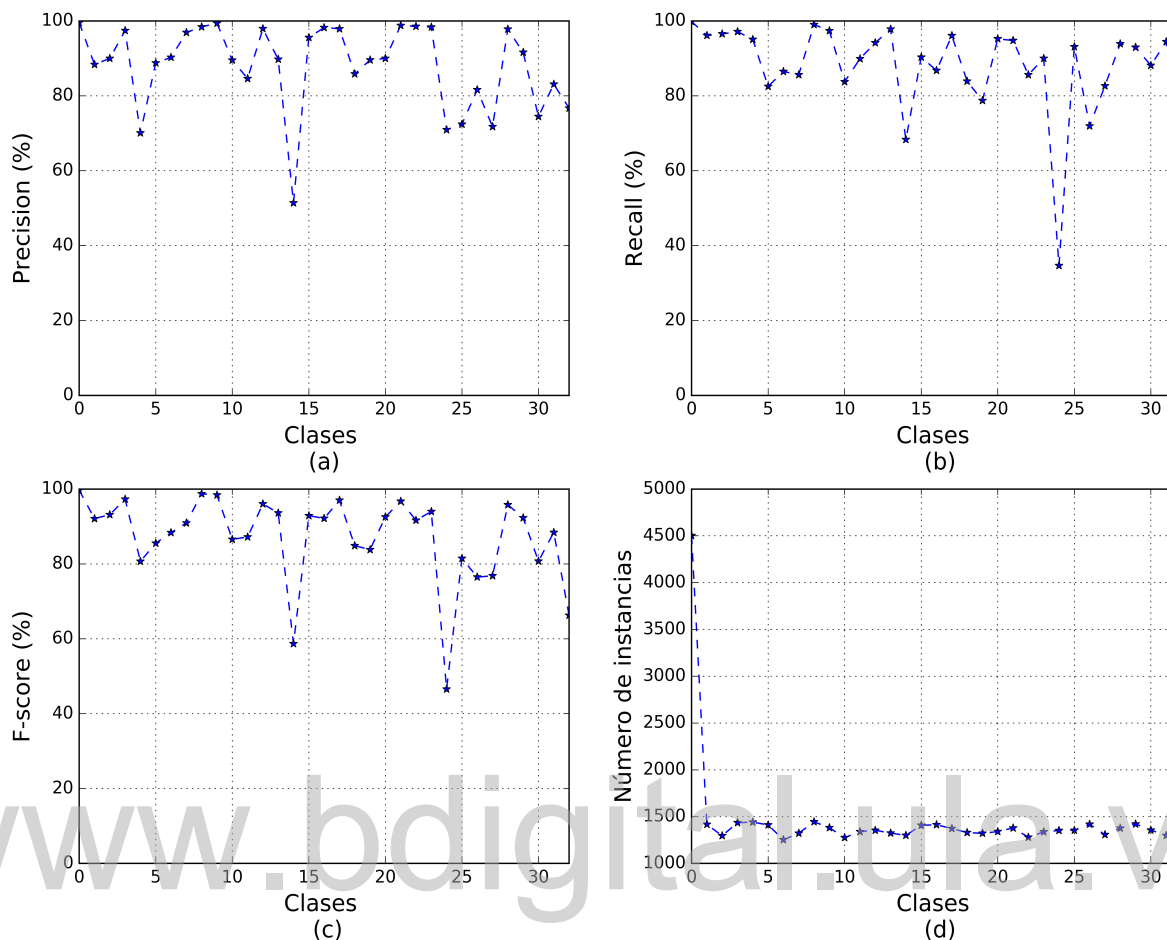 100
80
60
40
20
0
Precision (%)
0 5 10 15 20 25 30
Clases
(a)
100
80
60
40
20
0
Recall (%)
0 5 10 15 20 25 30
Clases
(b)
100
80
60
40
20
0
F-score (%)
0 5 10 15 20 25 30
Clases
(c)
5000
4500
4000
3500
3000
2500
2000
1500
1000
Número de instancias
0 5 10 15 20 25 30
Clases
(d)
www.bdigital.ula.v